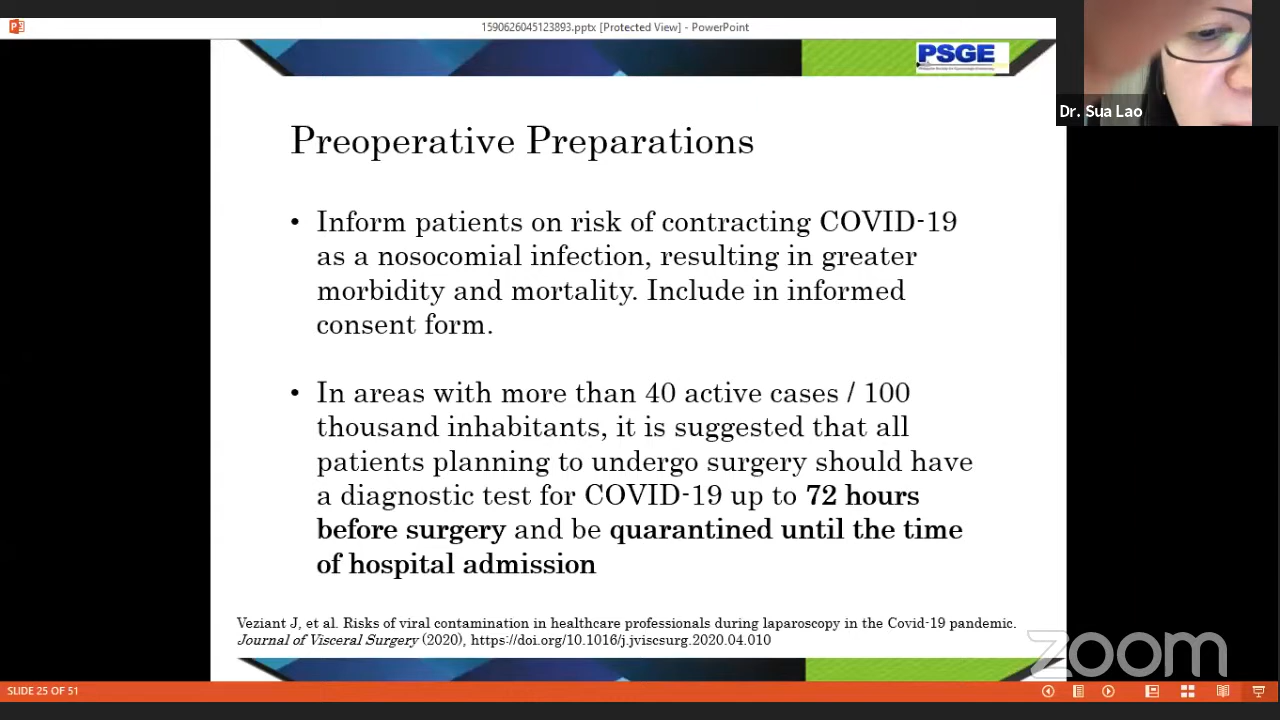 1590626045123893.pptx [Protected View] - PowerPoint
PSGE
Dr. Sua Lao
Preoperative Preparations
• Inform patients on risk of contracting COVID-19
as a nosocomial infection, resulting in greater
morbidity and mortality. Include in informed
consent form.
• In areas with more than 40 active cases / 100
thousand inhabitants, it is suggested that all
patients planning to undergo surgery should have
a diagnostic test for COVID-19 up to 72 hours
before surgery and be quarantined until the time
of hospital admission
Veziant J, et al. Risks of viral contamination in healthcare professionals during laparoscopy in the Covid-19 pandemic.
Journal of Visceral Surgery (2020), https://doi.org/10.1016/j.jviscsurg.2020.04.010
zoom
SLIDE 25 OF 51